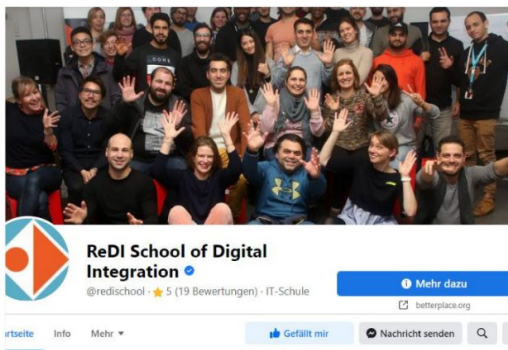 ReDI School of Digital
Integration
@redischool · ⭐ 5 (19 Bewertungen) · IT-Schule
Mehr dazu
betterplace.org
rtseite Info Mehr
Gefällt mir
Nachricht senden